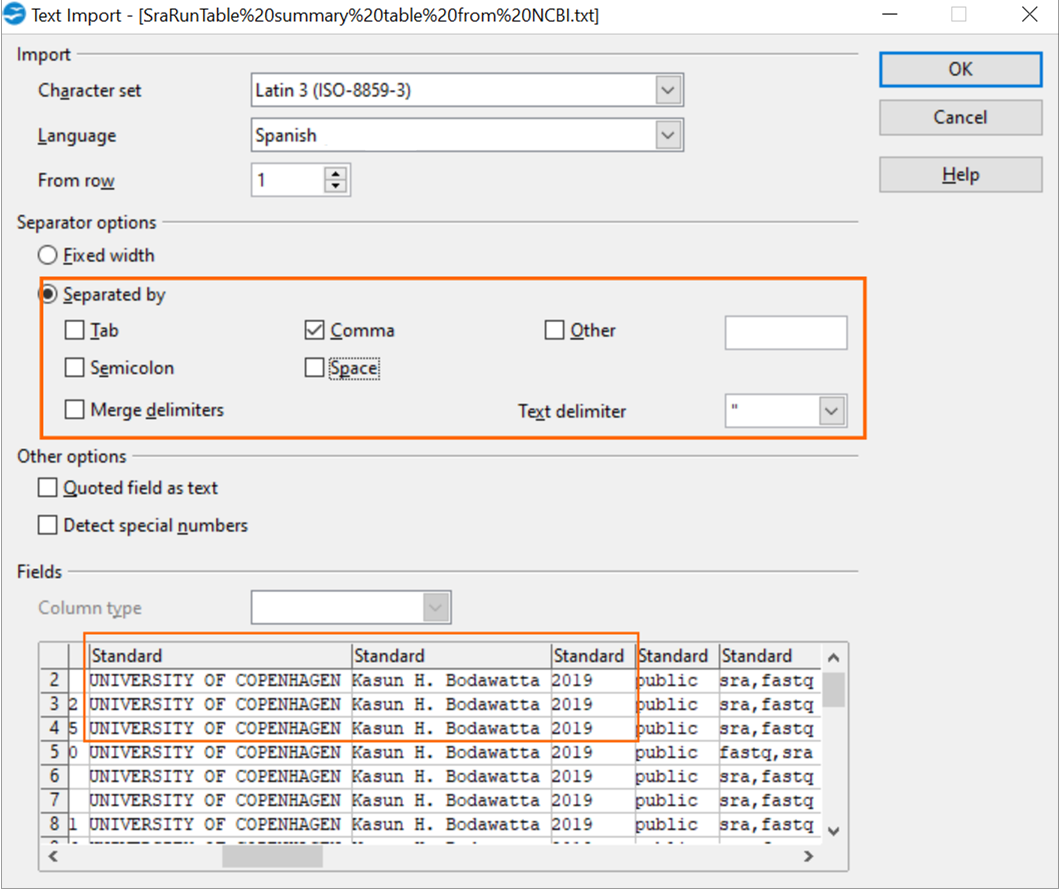 Text Import - [SraRunTable%20summary%20table%20from%20NCBI.txt]
Import
OK
Character set Latin 3 (ISO-8859-3)
Cancel
Language Spanish
From row 1
Help
Separator options
Fixed width
Separated by
Tab Comma Other
Semicolon Space
Merge delimiters Text delimiter "
Other options
Quoted field as text
Detect special numbers
Fields
Column type
Standard Standard Standard Standard Standard
2 UNIVERSITY OF COPENHAGEN Kasun H. Bodawatta 2019 public sra,fastq
3 2 UNIVERSITY OF COPENHAGEN Kasun H. Bodawatta 2019 public sra,fastq
4 5 UNIVERSITY OF COPENHAGEN Kasun H. Bodawatta 2019 public sra,fastq
5 0 UNIVERSITY OF COPENHAGEN Kasun H. Bodawatta 2019 public fastq,sra
6 UNIVERSITY OF COPENHAGEN Kasun H. Bodawatta 2019 public sra,fastq
7 UNIVERSITY OF COPENHAGEN Kasun H. Bodawatta 2019 public sra,fastq
8 1 UNIVERSITY OF COPENHAGEN Kasun H. Bodawatta 2019 public sra,fastq